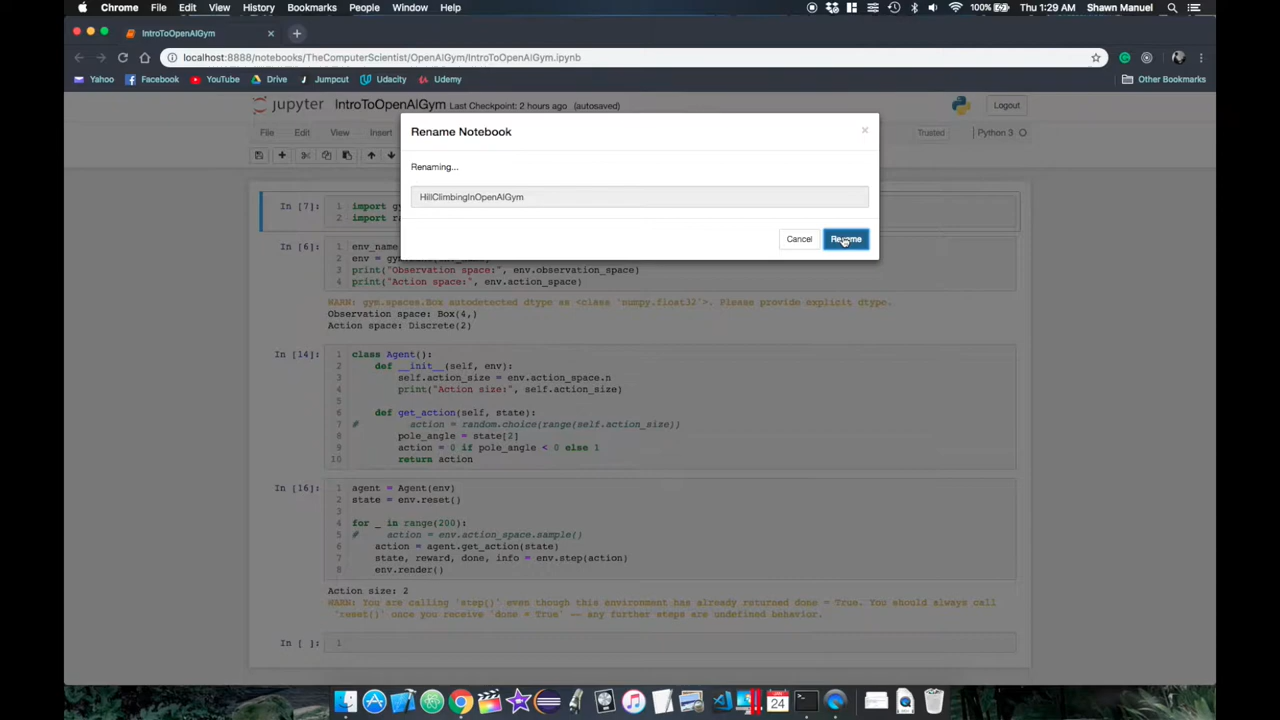 Chrome File Edit View History Bookmarks People Window Help 100% Thu 1:29 AM Shawn Manuel
IntroToOpenAIGym
localhost:8888/notebooks/TheComputerScientist/OpenAIGym/IntroToOpenAIGym.ipynb
Yahoo Facebook YouTube Drive Jumpcut Udacity Udemy Other Bookmarks
jupyter IntroToOpenAIGym Last Checkpoint: 2 hours ago (autosaved) Logout
File Edit View Insert Trusted Python 3
Rename Notebook ×
Renaming...
HillClimbingInOpenAIGym
Cancel Rename
In [7]: 1 import
2 import
In [6]: 1 env_name
2 env =
3 print("Observation space:", env.observation_space)
4 print("Action space:", env.action_space)
WARN: gym.spaces.Box autodetected dtype as <class 'numpy.float32'>. Please provide explicit dtype.
Observation space: Box(4,)
Action space: Discrete(2)
In [14]: 1 class Agent():
2 def __init__(self, env):
3 self.action_size = env.action_space.n
4 print("Action size:", self.action_size)
5
6 def get_action(self, state):
7 # action = random.choice(range(self.action_size))
8 pole_angle = state[2]
9 action = 0 if pole_angle < 0 else 1
10 return action
In [16]: 1 agent = Agent(env)
2 state = env.reset()
3
4 for _ in range(200):
5 # action = env.action_space.sample()
6 action = agent.get_action(state)
7 state, reward, done, info = env.step(action)
8 env.render()
Action size: 2
WARN: You are calling 'step()' even though this environment has already returned done = True. You should always call
'reset()' once you receive 'done = True' -- any further steps are undefined behavior.
In [ ]: 1
JAN
24